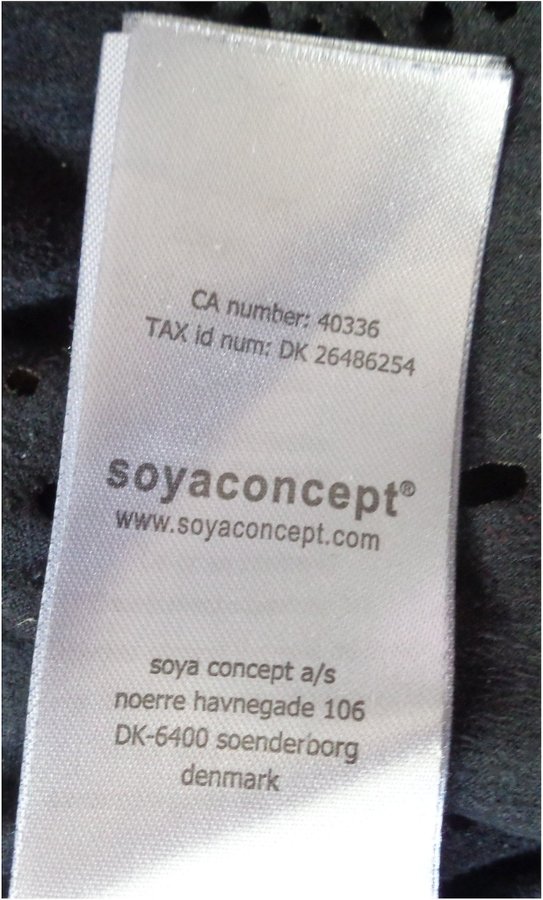 CA number: 40336
TAX id num: DK 26486254
soyaconcept®
www.soyaconcept.com
soya concept a/s
noerre havnegade 106
DK-6400 soenderborg
denmark